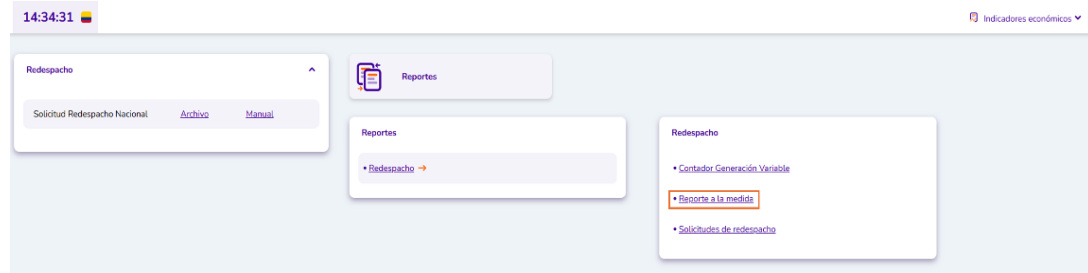 14:34:31
Indicadores económicos
Redespacho
Solicitud Redespacho Nacional Archivo Manual
Reportes
Reportes
• Redespacho →
Redespacho
• Contador Generación Variable
• Reporte a la medida
• Solicitudes de redespacho